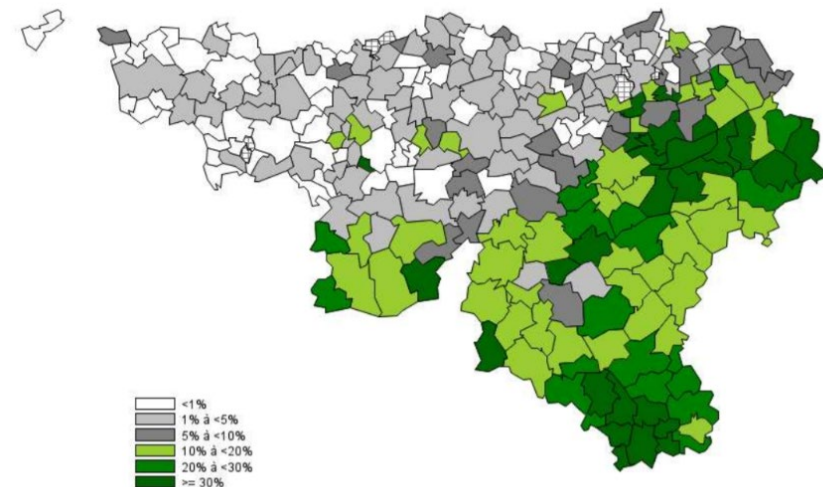 <1%
1% à <5%
5% à <10%
10% à <20%
20% à <30%
>= 30%